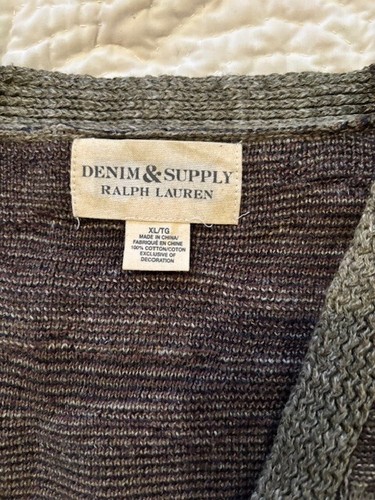 DENIM&SUPPLY
RALPH LAUREN
XL/TG
MADE IN CHINA/
FABRIQUÉ EN CHINE
100% COTTON/COTON
EXCLUSIVE OF
DECORATION